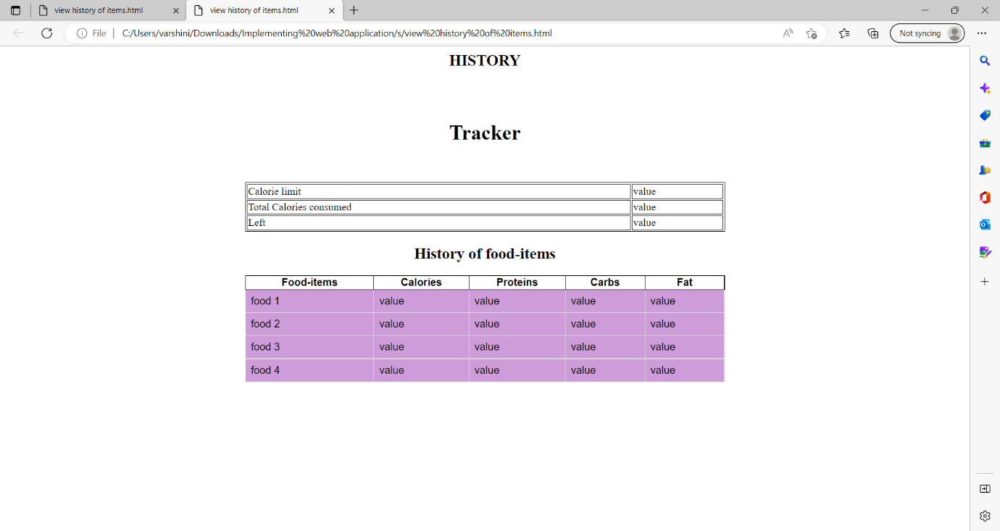 view history of items.html view history of items.html
File C:/Users/varshini/Downloads/Implementing%20web%20application/s/view%20history%20of%20items.html A Not syncing
HISTORY
Tracker
Calorie limit value
Total Calories consumed value
Left value
History of food-items
Food-items Calories Proteins Carbs Fat
food 1 value value value value
food 2 value value value value
food 3 value value value value
food 4 value value value value